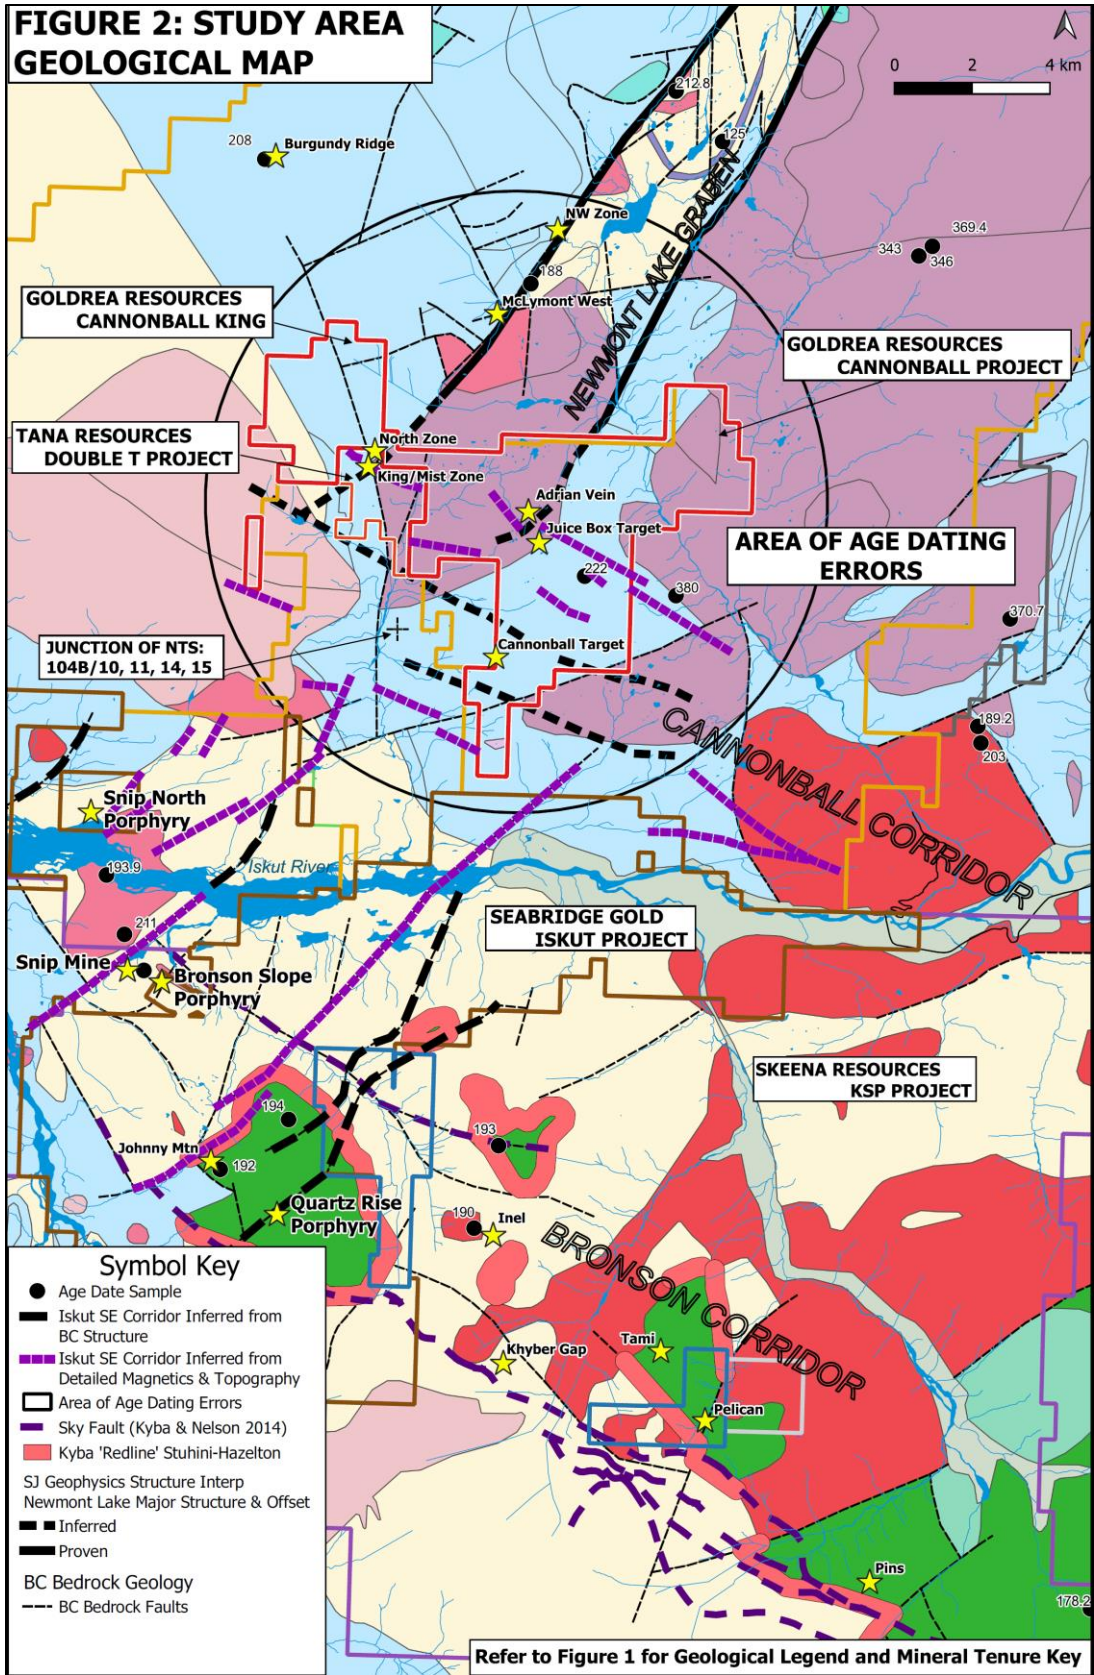 FIGURE 2: STUDY AREA
GEOLOGICAL MAP
0 2 4 km
212.8
125
208
Burgundy Ridge
NW Zone
NEWMONT LAKE GRABEN
369.4
343
346
188
McLymont West
GOLDREA RESOURCES
CANNONBALL KING
GOLDREA RESOURCES
CANNONBALL PROJECT
TANA RESOURCES
DOUBLE T PROJECT
North Zone
King/Mist Zone
Adrian Vein
Juice Box Target
AREA OF AGE DATING
ERRORS
222
380
370.7
JUNCTION OF NTS:
104B/10, 11, 14, 15
Cannonball Target
CANNONBALL CORRIDOR
189.2
203
Snip North
Porphyry
Iskut River
193.9
211
SEABRIDGE GOLD
ISKUT PROJECT
Snip Mine
Bronson Slope
Porphyry
SKEENA RESOURCES
KSP PROJECT
194
193
Johnny Mtn
192
Quartz Rise
Porphyry
190
Inel
BRONSON CORRIDOR
Tami
Khyber Gap
Pelican
Pins
178.2
Symbol Key
Age Date Sample
Iskut SE Corridor Inferred from
BC Structure
Iskut SE Corridor Inferred from
Detailed Magnetics & Topography
Area of Age Dating Errors
Sky Fault (Kyba & Nelson 2014)
Kyba 'Redline' Stuhini-Hazelton
SJ Geophysics Structure Interp
Newmont Lake Major Structure & Offset
Inferred
Proven
BC Bedrock Geology
BC Bedrock Faults
Refer to Figure 1 for Geological Legend and Mineral Tenure Key